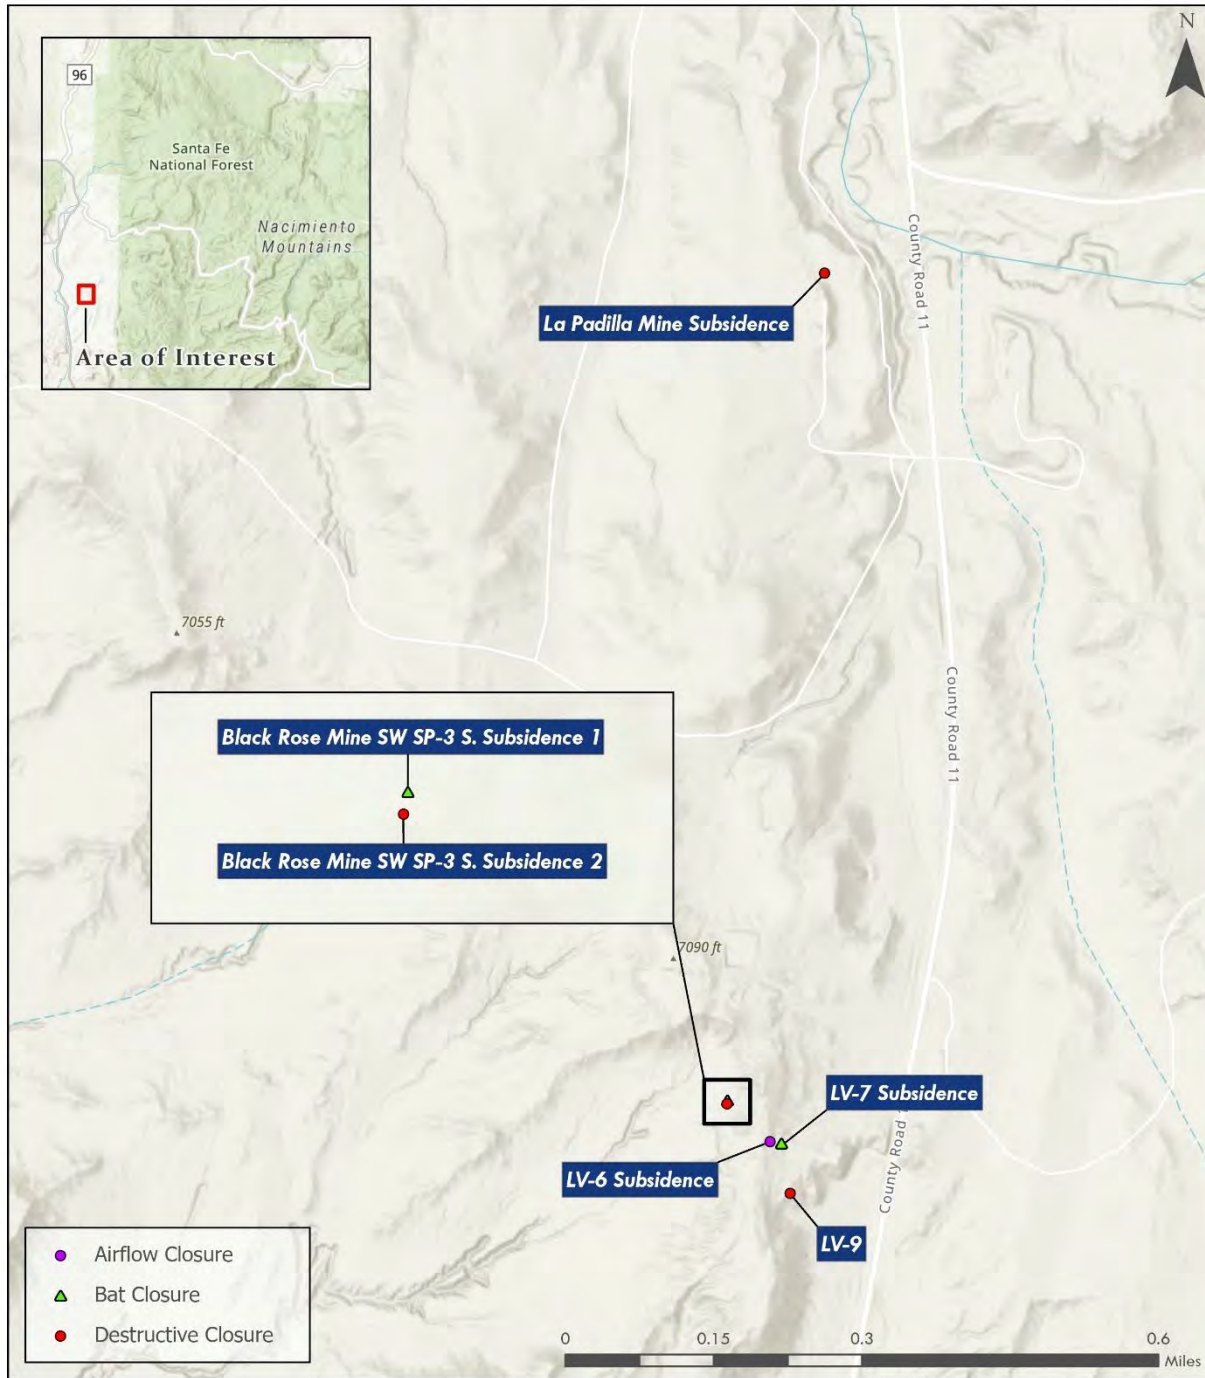 N
96
Santa Fe
National Forest
Nacimiento
Mountains
Area of Interest
County Road 11
La Padilla Mine Subsidence
7055 ft
County Road 11
Black Rose Mine SW SP-3 S. Subsidence 1
Black Rose Mine SW SP-3 S. Subsidence 2
7090 ft
LV-7 Subsidence
County Road
LV-6 Subsidence
LV-9
Airflow Closure
Bat Closure
Destructive Closure
0 0.15 0.3 0.6
Miles